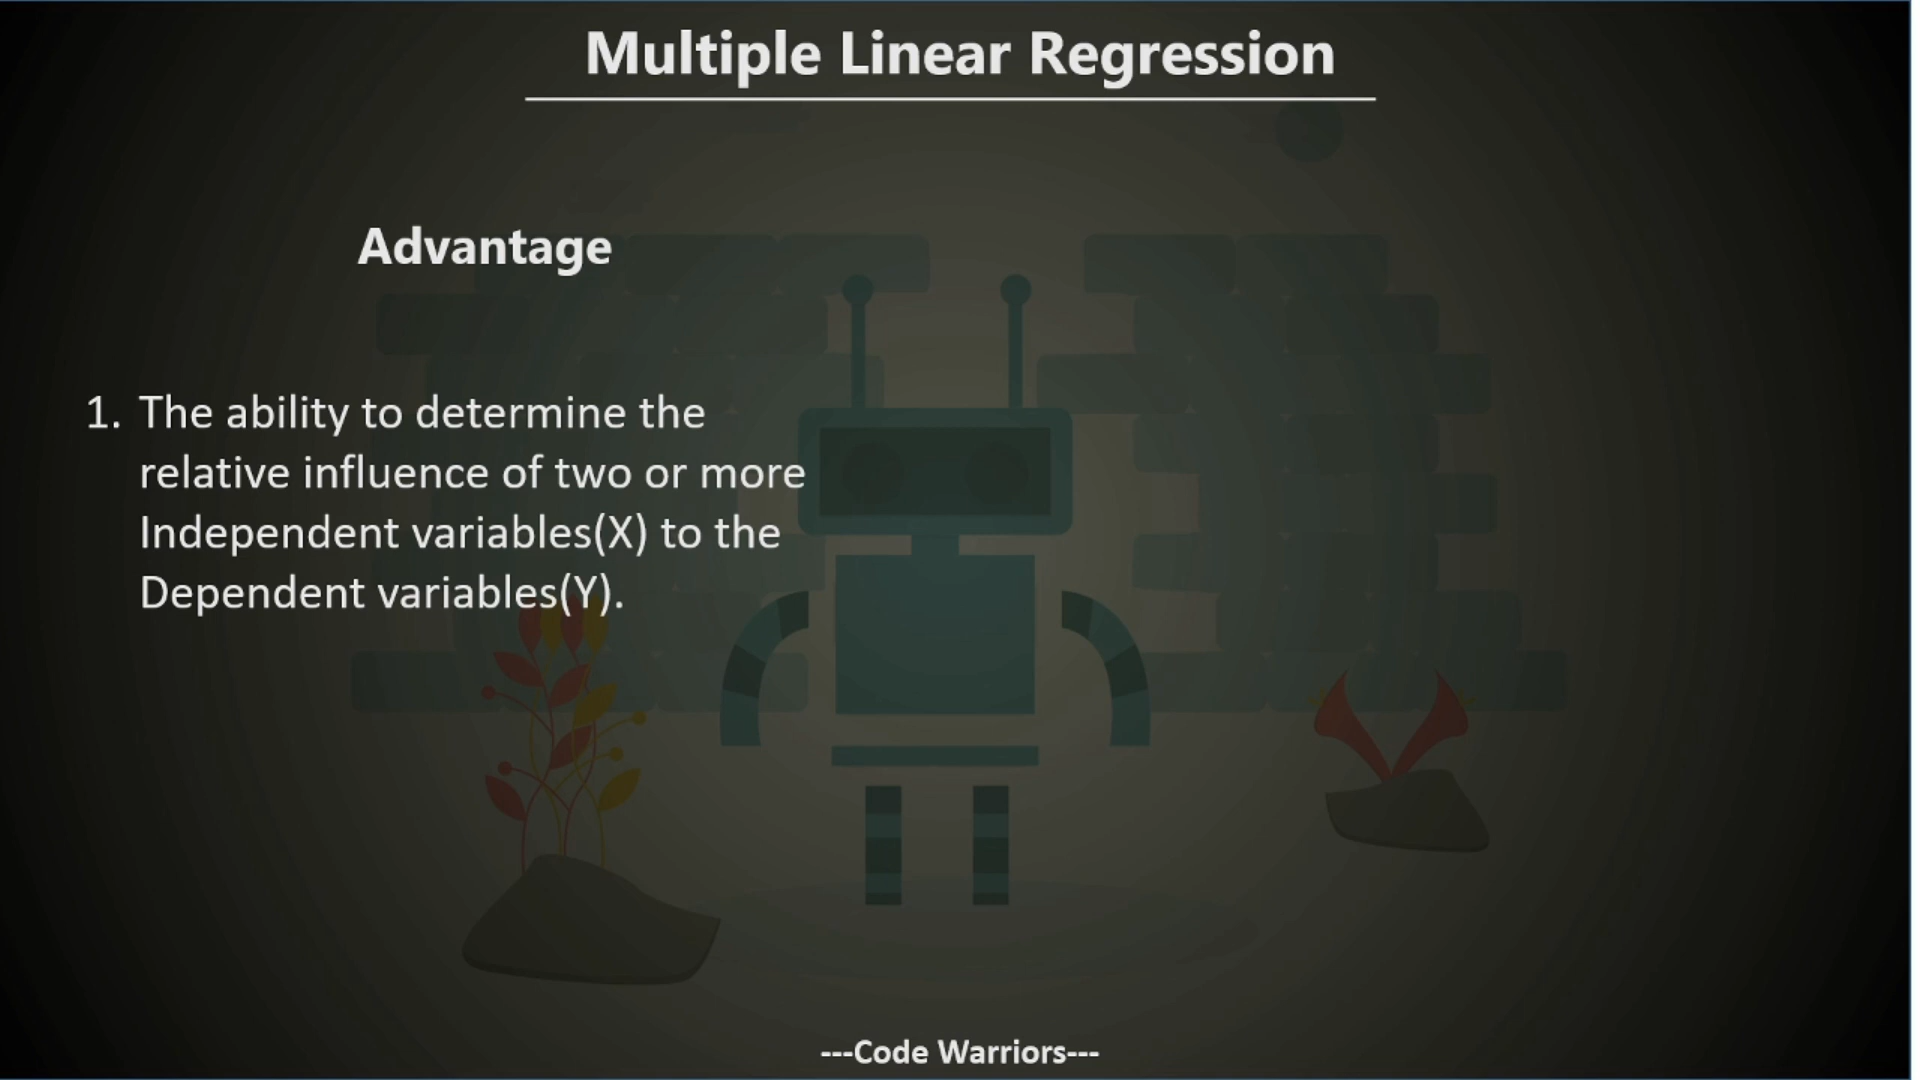 Multiple Linear Regression
Advantage
1. The ability to determine the
relative influence of two or more
Independent variables(X) to the
Dependent variables(Y).
---Code Warriors---